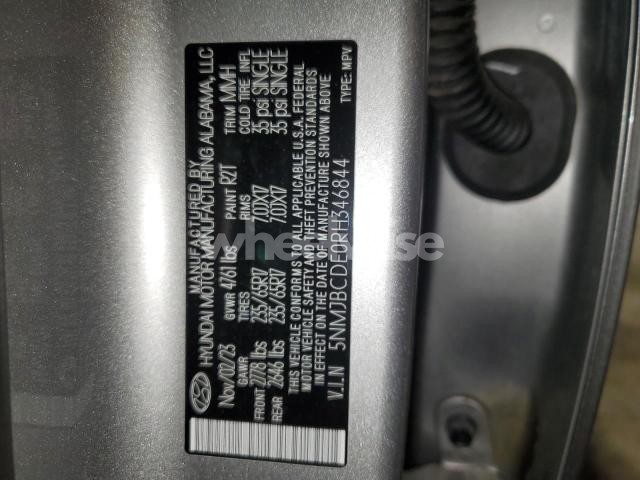 MANUFACTURED BY
HYUNDAI MOTOR MANUFACTURING ALABAMA, LLC
Nov/02/23 GVWR 4761 lbs PAINT R2T TRIM MMH
GAWR TIRES RIMS COLD TIRE INFL
FRONT 2778 lbs 235/65R17 7.0JX17 35 psi SINGLE
REAR 2646 lbs 235/65R17 7.0JX17 35 psi SINGLE
THIS VEHICLE CONFORMS TO ALL APPLICABLE U.S.A. FEDERAL
MOTOR VEHICLE SAFETY AND THEFT PREVENTION STANDARDS
IN EFFECT ON THE DATE OF MANUFACTURE SHOWN ABOVE
V.I.N 5NMJBCDE0RH346844 TYPE: MPV